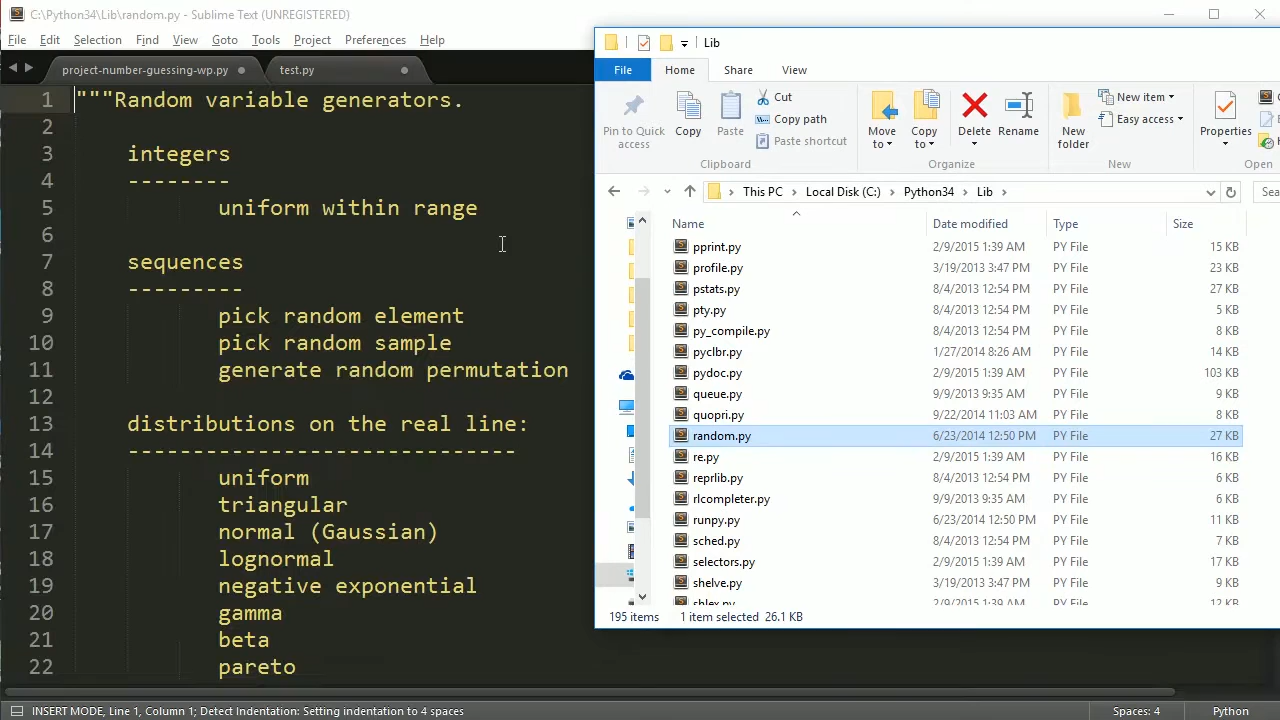 C:\Python34\Lib\random.py - Sublime Text (UNREGISTERED)
File Edit Selection Find View Goto Tools Project Preferences Help
project-number-guessing-wp.py test.py
1 """Random variable generators.
2
3 integers
4 --------
5 uniform within range
6
7 sequences
8 ---------
9 pick random element
10 pick random sample
11 generate random permutation
12
13 distributions on the real line:
14 ------------------------------
15 uniform
16 triangular
17 normal (Gaussian)
18 lognormal
19 negative exponential
20 gamma
21 beta
22 pareto
INSERT MODE, Line 1, Column 1; Detect Indentation: Setting indentation to 4 spaces
Spaces: 4 Python
Lib
File Home Share View
Pin to Quick access
Copy
Paste
Cut
Copy path
Paste shortcut
Clipboard
Move to
Copy to
Delete
Rename
Organize
New folder
New item
Easy access
New
Properties
Open
This PC Local Disk (C:) Python34 Lib
Name Date modified Type Size
pprint.py 2/9/2015 1:39 AM PY File 15 KB
profile.py 3/19/2013 3:47 PM PY File 23 KB
pstats.py 8/4/2013 12:54 PM PY File 27 KB
pty.py 8/4/2013 12:54 PM PY File 5 KB
py_compile.py 8/4/2013 12:54 PM PY File 8 KB
pyclbr.py 1/27/2014 8:26 AM PY File 14 KB
pydoc.py 2/9/2015 1:39 AM PY File 103 KB
queue.py 9/9/2013 9:35 AM PY File 9 KB
quopri.py 9/22/2014 11:03 AM PY File 8 KB
random.py 6/23/2014 12:50 PM PY File 27 KB
re.py 2/9/2015 1:39 AM PY File 16 KB
reprlib.py 8/4/2013 12:54 PM PY File 6 KB
rlcompleter.py 9/9/2013 9:35 AM PY File 6 KB
runpy.py 6/23/2014 12:50 PM PY File 11 KB
sched.py 8/4/2013 12:54 PM PY File 7 KB
selectors.py 2/9/2015 1:39 AM PY File 17 KB
shelve.py 3/19/2013 3:47 PM PY File 9 KB
shlex.py 2/9/2015 1:39 AM PY File 12 KB
195 items 1 item selected 26.1 KB